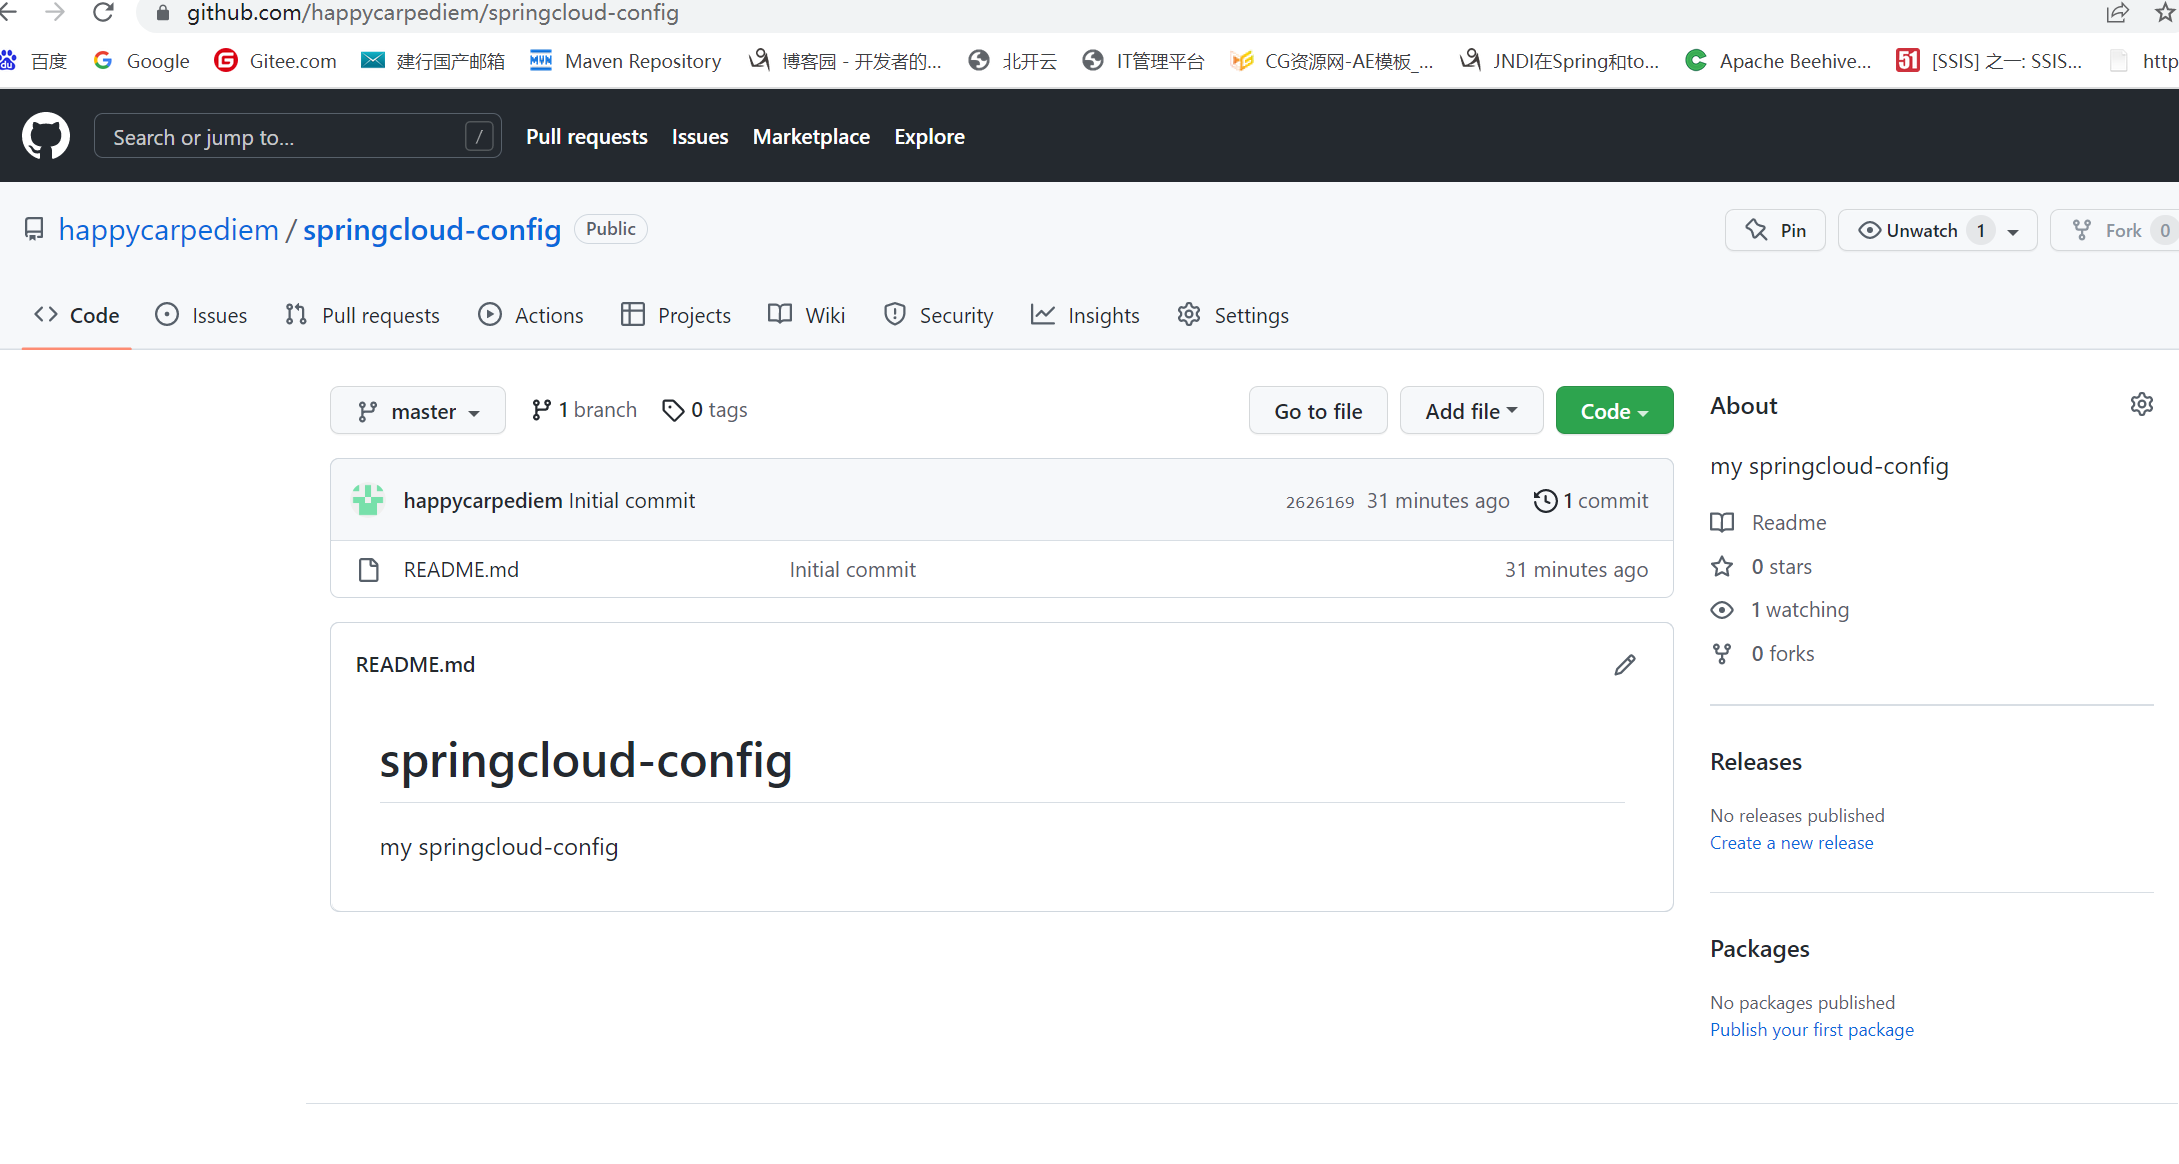 github.com/happycarpediem/springcloud-config
百度 Google Gitee.com 建行国产邮箱 Maven Repository 博客园 - 开发者的... 北开云 IT管理平台 CG资源网-AE模板_... JNDI在Spring和to... Apache Beehive... [SSIS] 之一: SSIS... http
Search or jump to... / Pull requests Issues Marketplace Explore
happycarpediem / springcloud-config Public Pin Unwatch 1 Fork 0
Code Issues Pull requests Actions Projects Wiki Security Insights Settings
master 1 branch 0 tags Go to file Add file Code
happycarpediem Initial commit 2626169 31 minutes ago 1 commit
README.md Initial commit 31 minutes ago
README.md
springcloud-config
my springcloud-config
About
my springcloud-config
Readme
0 stars
1 watching
0 forks
Releases
No releases published
Create a new release
Packages
No packages published
Publish your first package